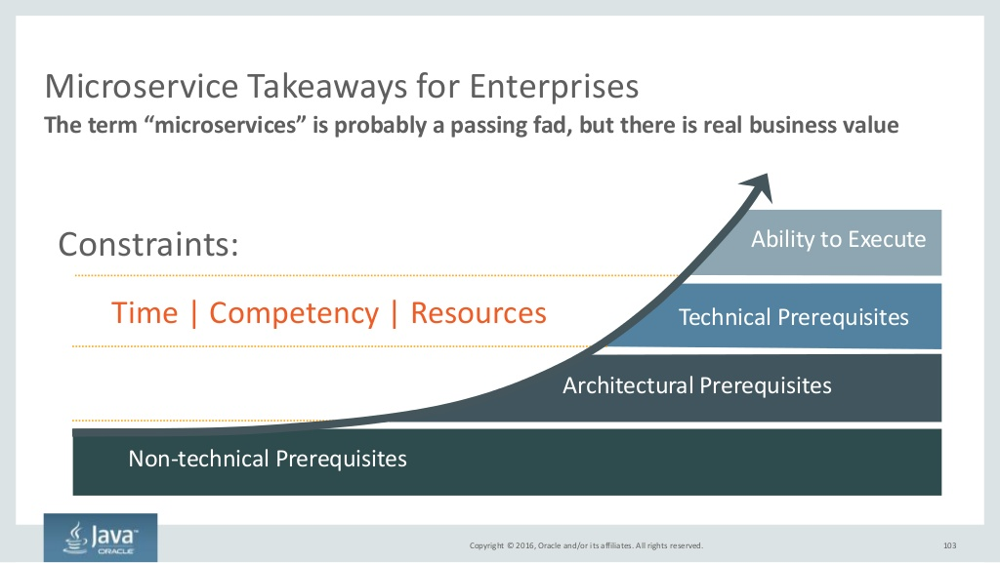 Microservice Takeaways for Enterprises
The term “microservices” is probably a passing fad, but there is real business value
Constraints:
Ability to Execute
Time | Competency | Resources
Technical Prerequisites
Architectural Prerequisites
Non-technical Prerequisites
Java™
ORACLE
Copyright © 2016, Oracle and/or its affiliates. All rights reserved.
103